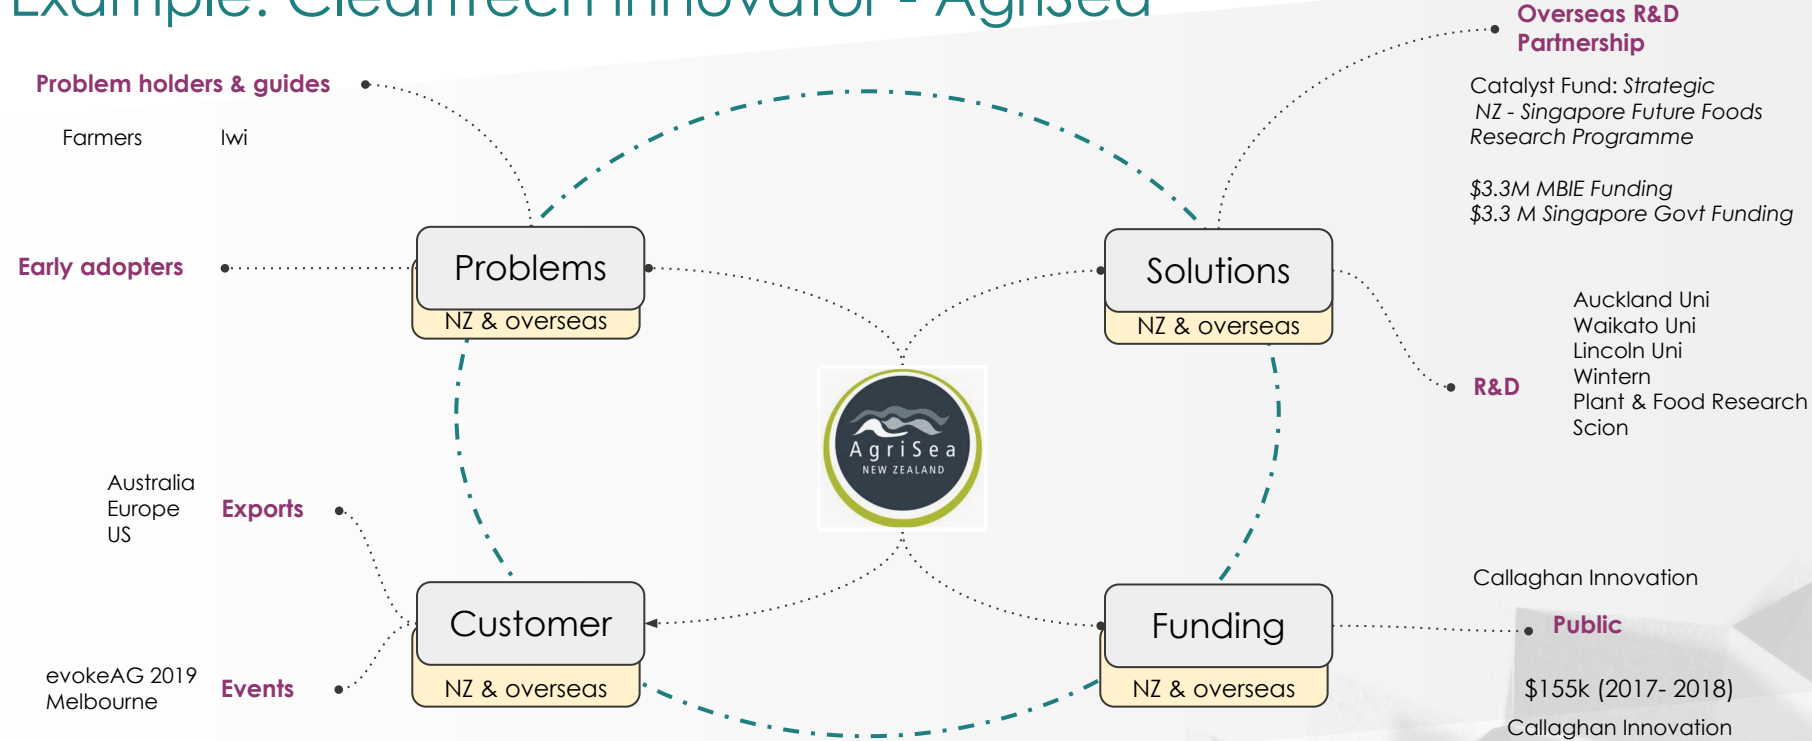 Example: CleanTech Innovator - AgriSea
Problem holders & guides
Farmers
Iwi
Early adopters
Problems
NZ & overseas
Overseas R&D
Partnership
Catalyst Fund: Strategic
NZ - Singapore Future Foods
Research Programme
$3.3M MBIE Funding
$3.3 M Singapore Govt Funding
Solutions
NZ & overseas
R&D
Auckland Uni
Waikato Uni
Lincoln Uni
Wintern
Plant & Food Research
Scion
AgriSea
NEW ZEALAND
Australia
Europe
US
Exports
Customer
NZ & overseas
evokeAG 2019
Melbourne
Events
Funding
NZ & overseas
Callaghan Innovation
Public
$155k (2017- 2018)
Callaghan Innovation